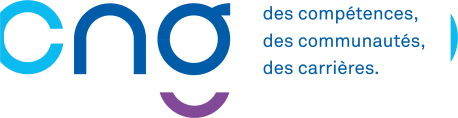 cng
des compétences,
des communautés,
des carrières.